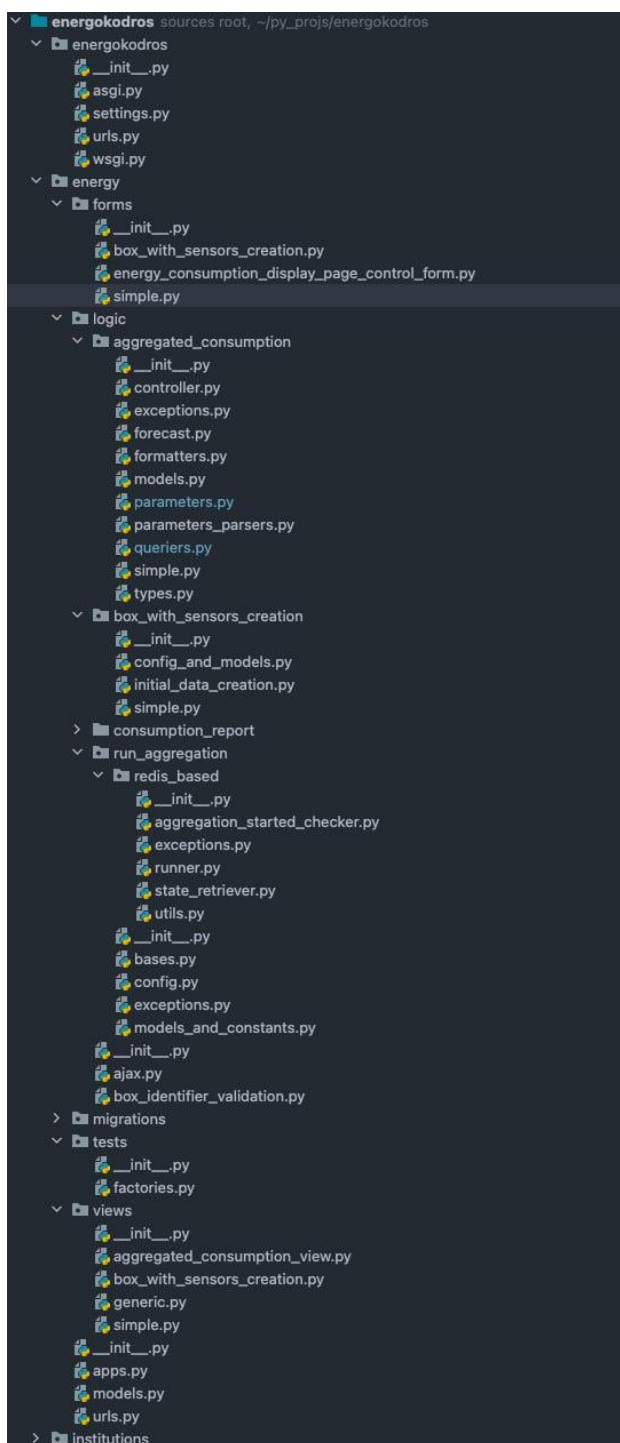 energokodros sources root, ~/py_projs/energokodros
energokodros
__init__.py
asgi.py
settings.py
urls.py
wsgi.py
energy
forms
__init__.py
box_with_sensors_creation.py
energy_consumption_display_page_control_form.py
simple.py
logic
aggregated_consumption
__init__.py
controller.py
exceptions.py
forecast.py
formatters.py
models.py
parameters.py
parameters_parsers.py
queriers.py
simple.py
types.py
box_with_sensors_creation
__init__.py
config_and_models.py
initial_data_creation.py
simple.py
consumption_report
run_aggregation
redis_based
__init__.py
aggregation_started_checker.py
exceptions.py
runner.py
state_retriever.py
utils.py
__init__.py
bases.py
config.py
exceptions.py
models_and_constants.py
__init__.py
ajax.py
box_identifier_validation.py
migrations
tests
__init__.py
factories.py
views
__init__.py
aggregated_consumption_view.py
box_with_sensors_creation.py
generic.py
simple.py
__init__.py
apps.py
models.py
urls.py
institutions